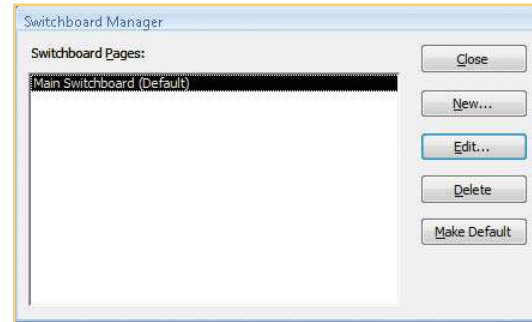 Switchboard Manager
Switchboard Pages:
Main Switchboard (Default)
Close
New...
Edit...
Delete
Make Default